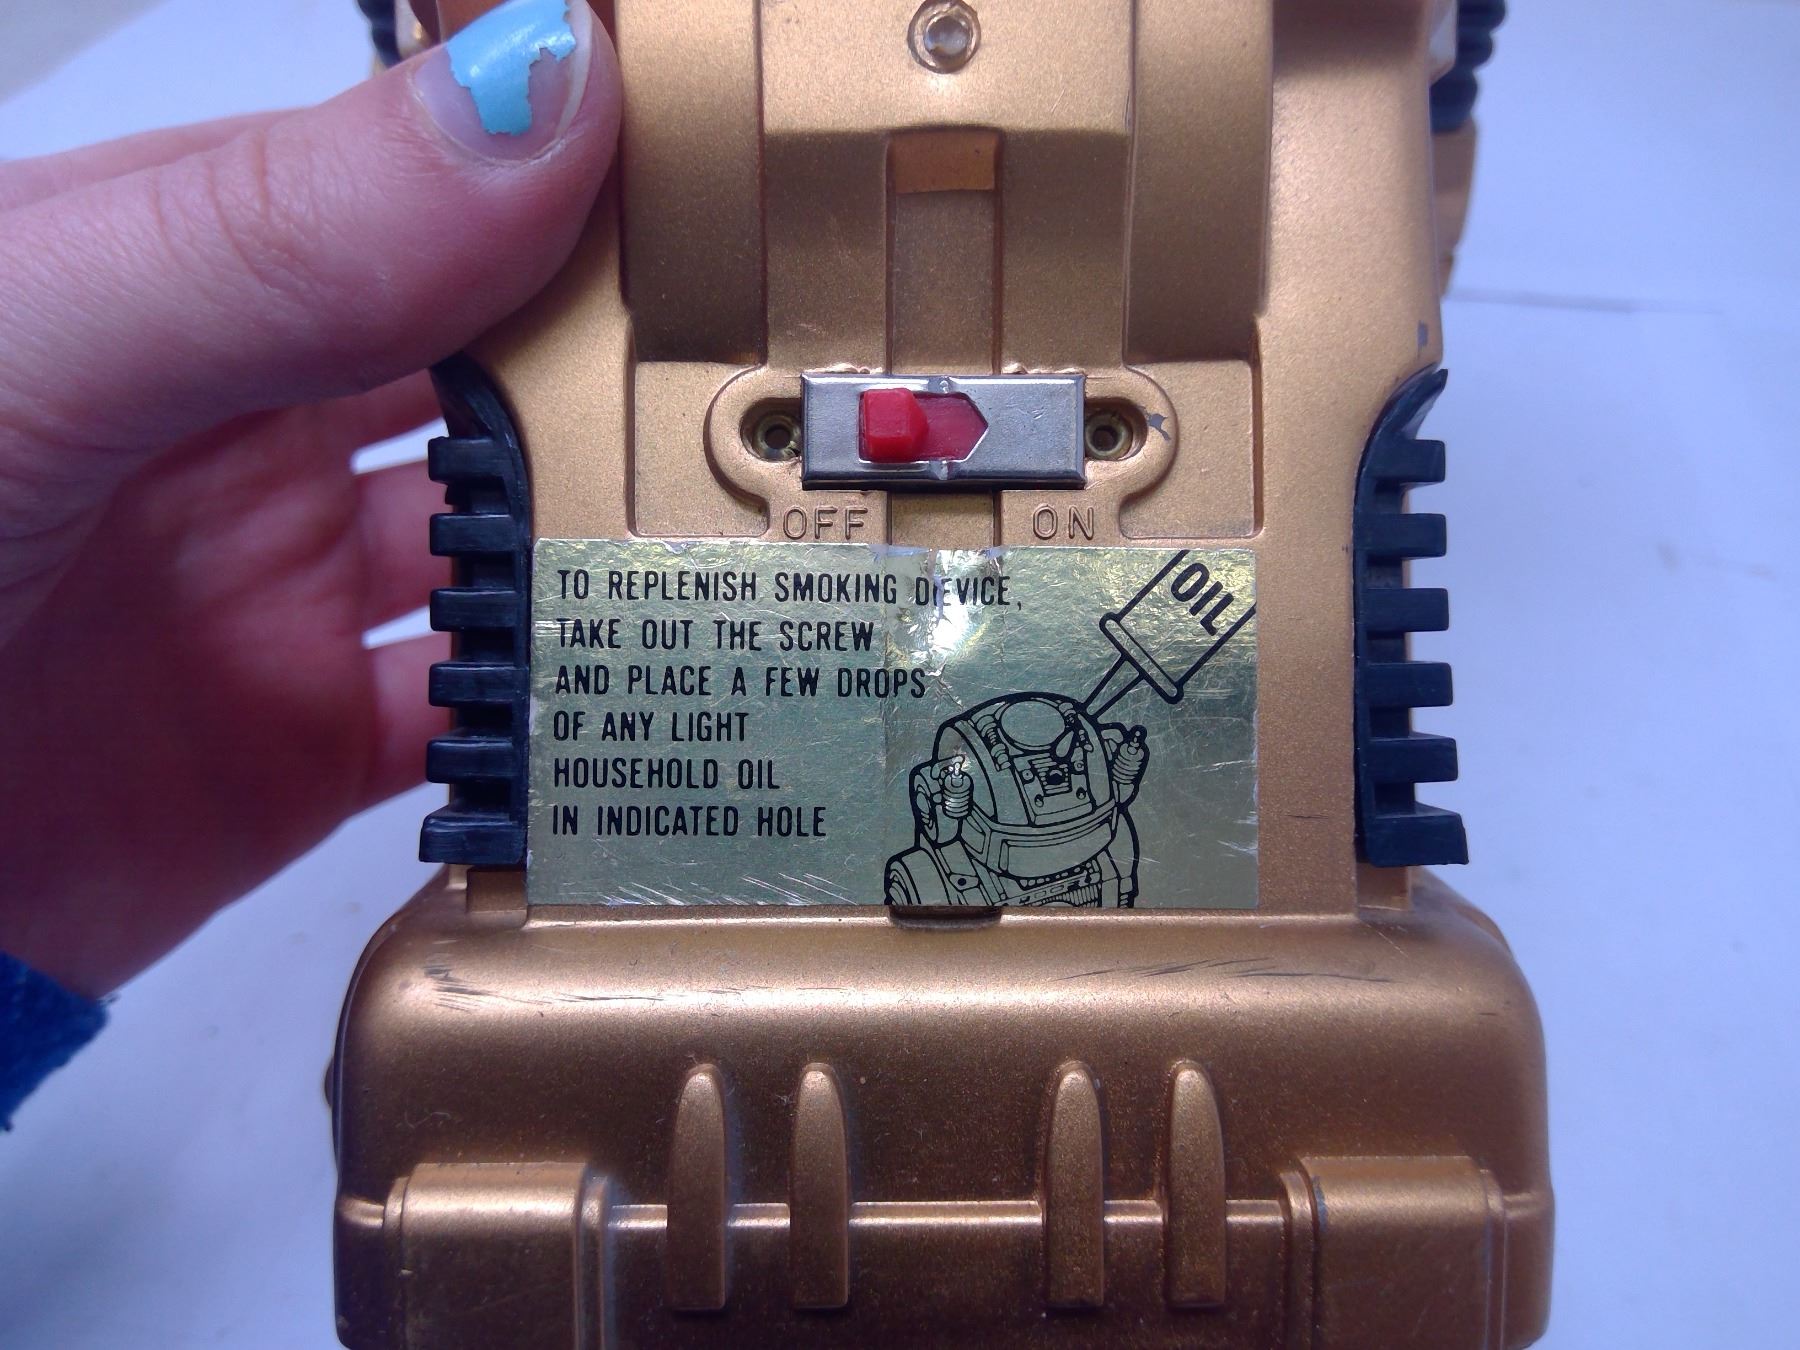 OFF ON
TO REPLENISH SMOKING DEVICE,
TAKE OUT THE SCREW
AND PLACE A FEW DROPS
OF ANY LIGHT
HOUSEHOLD OIL
IN INDICATED HOLE
OIL